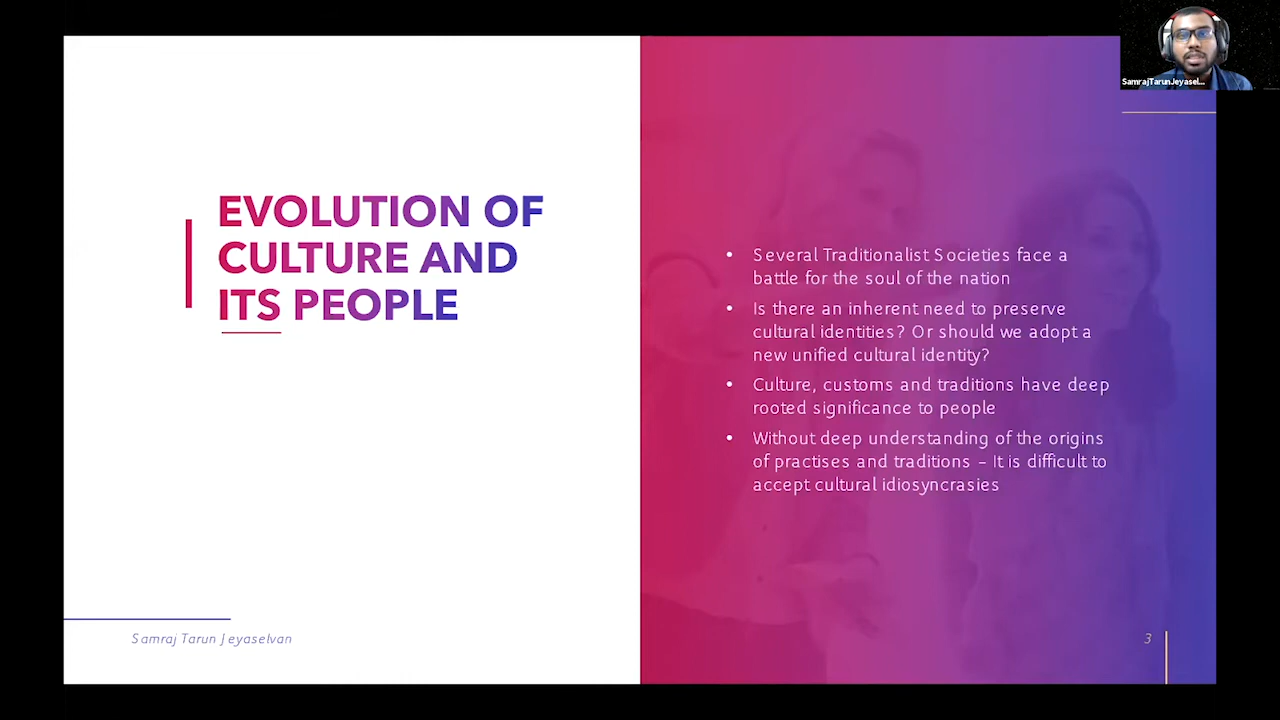 SamrajTarunJeyasel...
EVOLUTION OF
CULTURE AND
ITS PEOPLE
• Several Traditionalist Societies face a
battle for the soul of the nation
• Is there an inherent need to preserve
cultural identities? Or should we adopt a
new unified cultural identity?
• Culture, customs and traditions have deep
rooted significance to people
• Without deep understanding of the origins
of practises and traditions – It is difficult to
accept cultural idiosyncrasies
Samraj Tarun Jeyaselvan
3